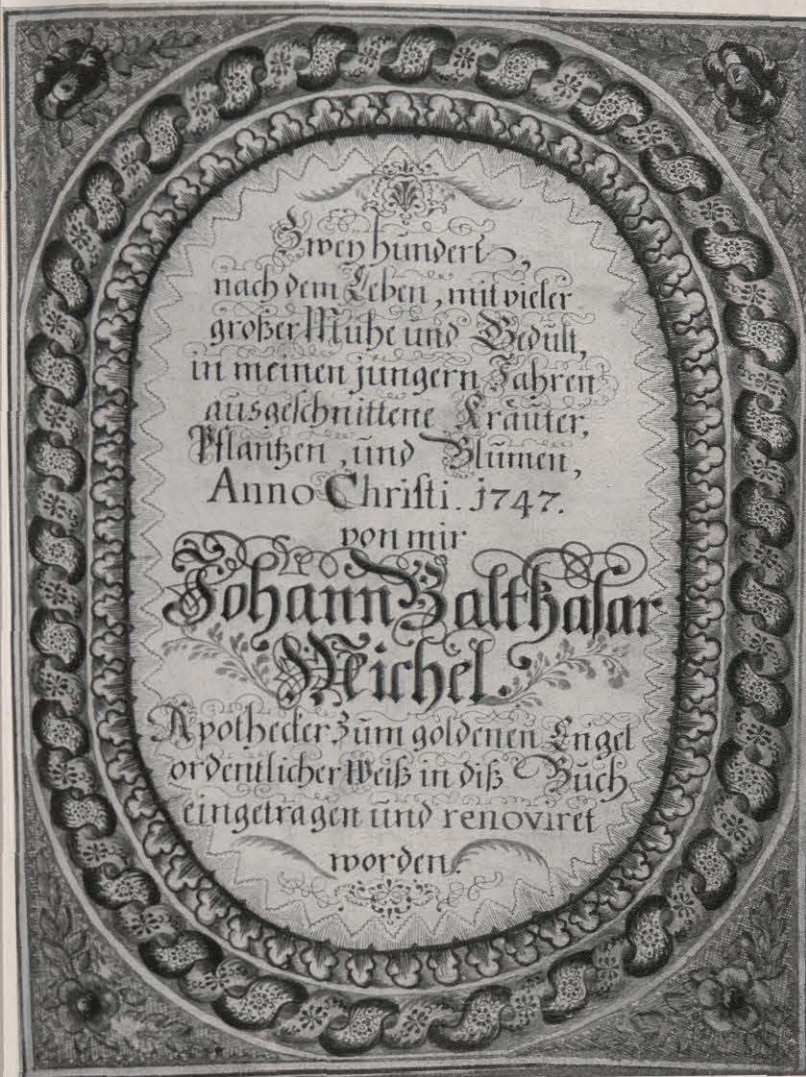 Zwey hundert,
nach dem Leben, mit vieler
großer Mühe und Gedült,
in meinen jüngern Jahren
ausgeschnittene Kräuter,
Pflantzen, und Blumen,
Anno Christi. 1747.
von mir
Johann Balthasar
Michel.
Apothecker zum goldenen Engel
ordentlicher Weiß in diß Buch
eingetragen und renoviret
worden.